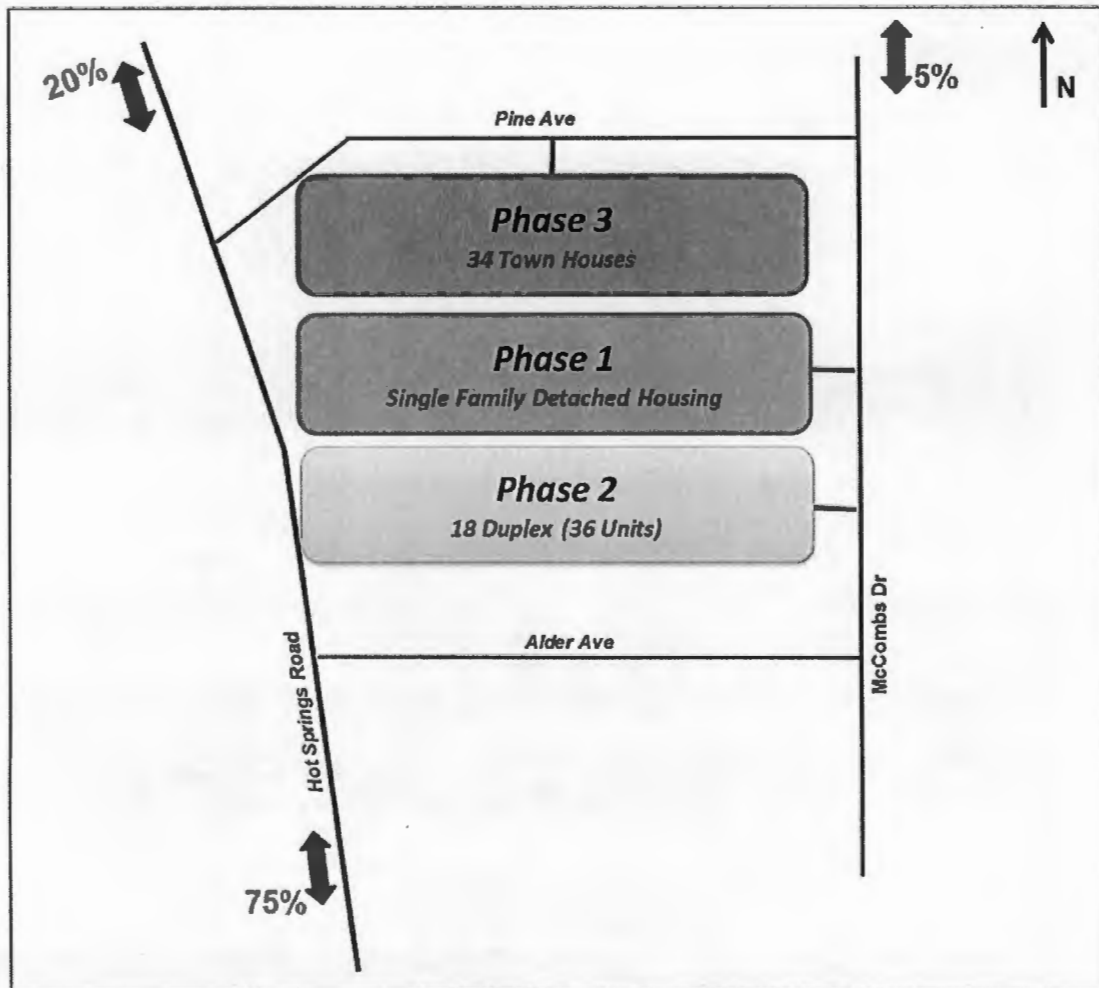 20%
5%
N
Pine Ave
Phase 3
34 Town Houses
Phase 1
Single Family Detached Housing
Phase 2
18 Duplex (36 Units)
Alder Ave
McCombs Dr
Hot Springs Road
75%